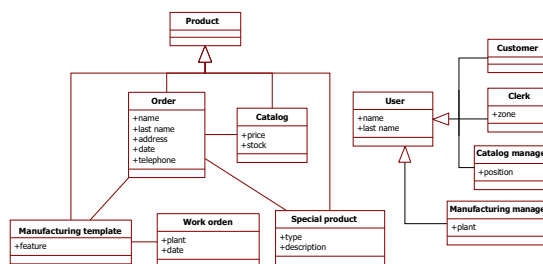 Product
Order
+name
+last name
+address
+date
+telephone
Catalog
+price
+stock
Manufacturing template
+feature
Work orden
+plant
+date
Special product
+type
+description
User
+name
+last name
Customer
Clerk
+zone
Catalog manage
+position
Manufacturing manage
+plant